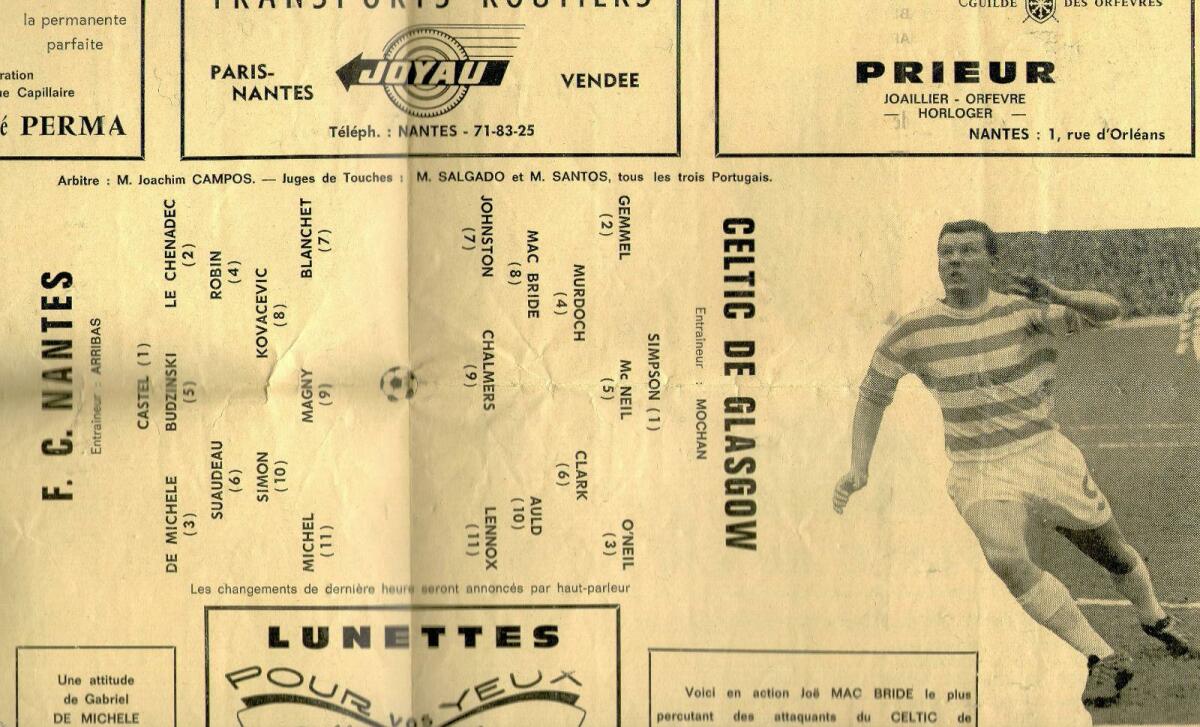 la permanente
parfaite
ration
e Capillaire
é PERMA
TRANSPORTS ROUTIERS
PARIS-
NANTES
JOYAU
VENDEE
Téléph. : NANTES - 71-83-25
GUILDE DES ORFEVRES
PRIEUR
JOAILLIER - ORFEVRE
— HORLOGER —
NANTES : 1, rue d'Orléans
Arbitre : M. Joachim CAMPOS. — Juges de Touches : M. SALGADO et M. SANTOS, tous les trois Portugais.
F. C. NANTES
Entraîneur : ARRIBAS
CASTEL (1)
LE CHENADEC
(2)
BUDZINSKI
(5)
DE MICHELE
(3)
ROBIN
(4)
SUAUDEAU
(6)
KOVACEVIC
(8)
SIMON
(10)
BLANCHET
(7)
MAGNY
(9)
MICHEL
(11)
JOHNSTON
(7)
CHALMERS
(9)
LENNOX
(11)
MAC BRIDE
(8)
AULD
(10)
MURDOCH
(4)
CLARK
(6)
GEMMEL
(2)
Mc NEIL
(5)
O'NEIL
(3)
SIMPSON (1)
Entraîneur : MOCHAN
CELTIC DE GLASGOW
Les changements de dernière heure seront annoncés par haut-parleur
Une attitude
de Gabriel
DE MICHELE
LUNETTES
POUR VOS YEUX
Voici en action Joë MAC BRIDE le plus
percutant des attaquants du CELTIC de